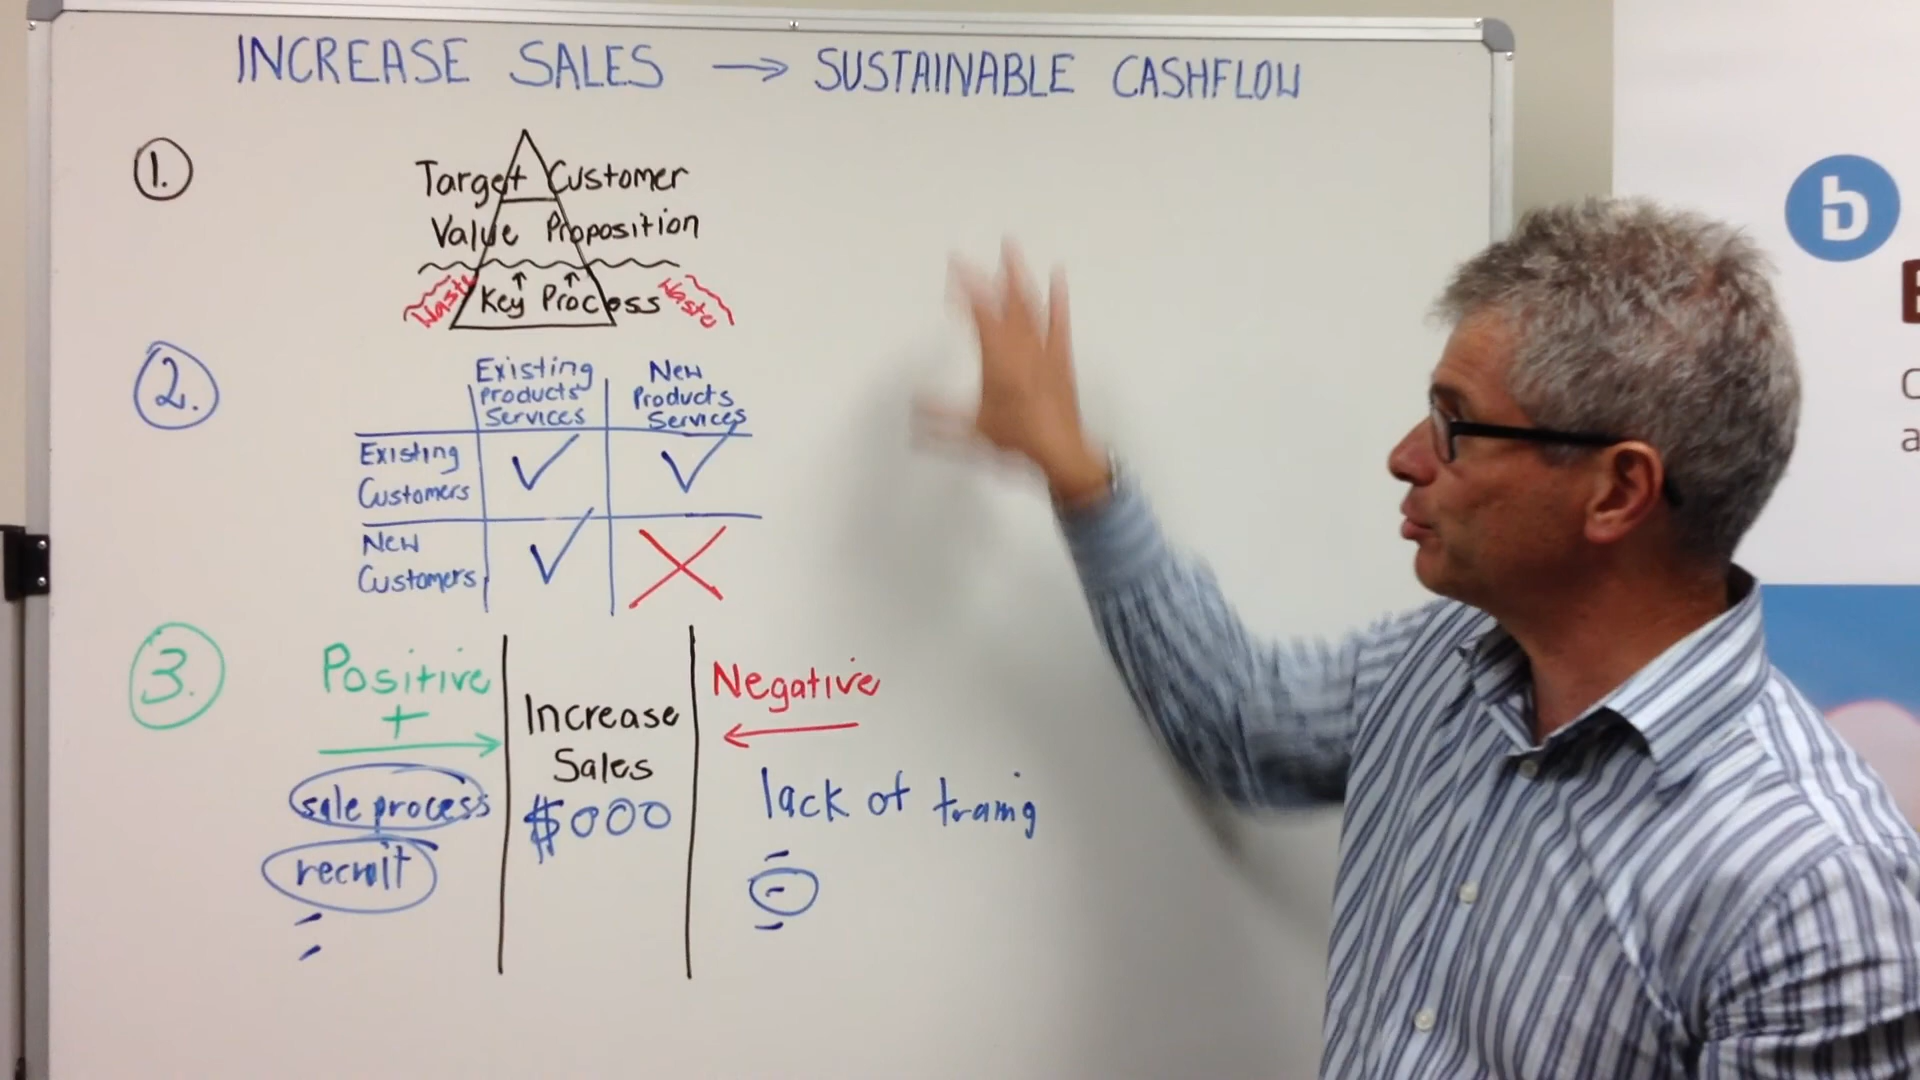 INCREASE SALES → SUSTAINABLE CASHFLOW
1.
Target Customer
Value Proposition
Waste Key Process Waste
2.
Existing Products Services
New Products Services
Existing Customers
New Customers
3.
Positive
+
sale process
recruit
Increase
Sales
$000
Negative
lack of traing
b